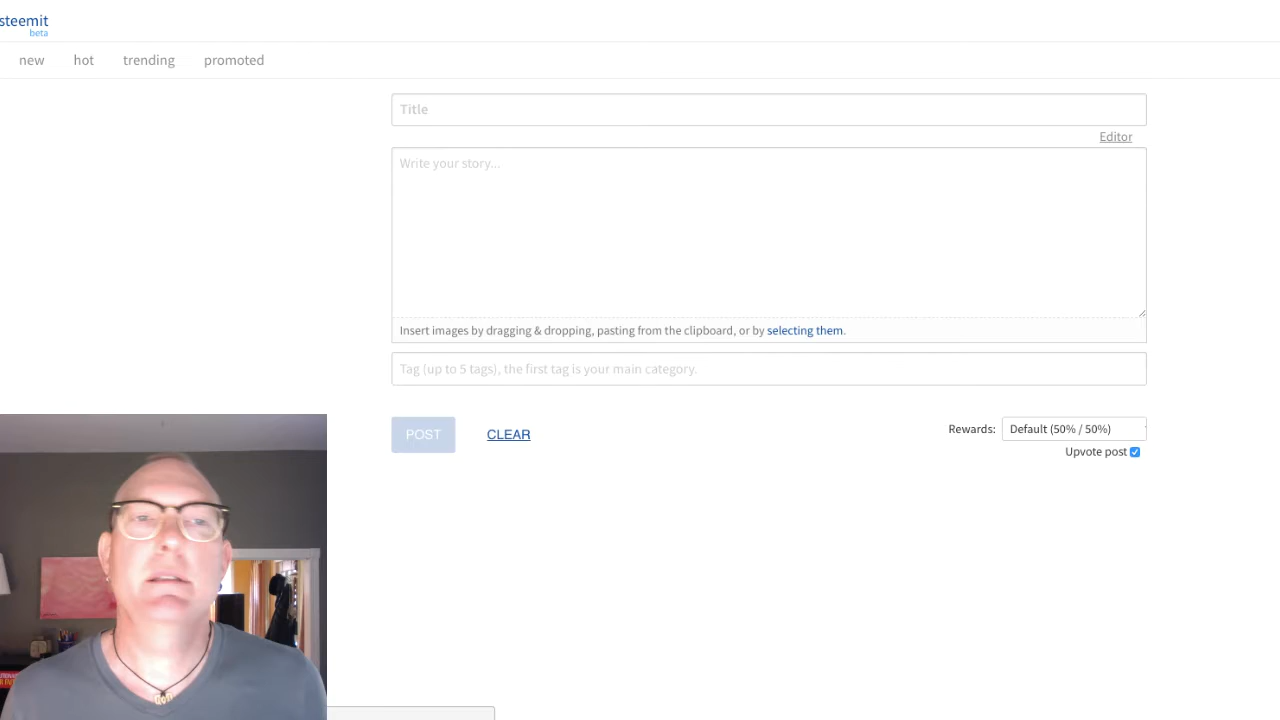 steemit
beta
new hot trending promoted
Title
Editor
Write your story...
Insert images by dragging & dropping, pasting from the clipboard, or by selecting them.
Tag (up to 5 tags), the first tag is your main category.
POST CLEAR Rewards: Default (50% / 50%)
Upvote post